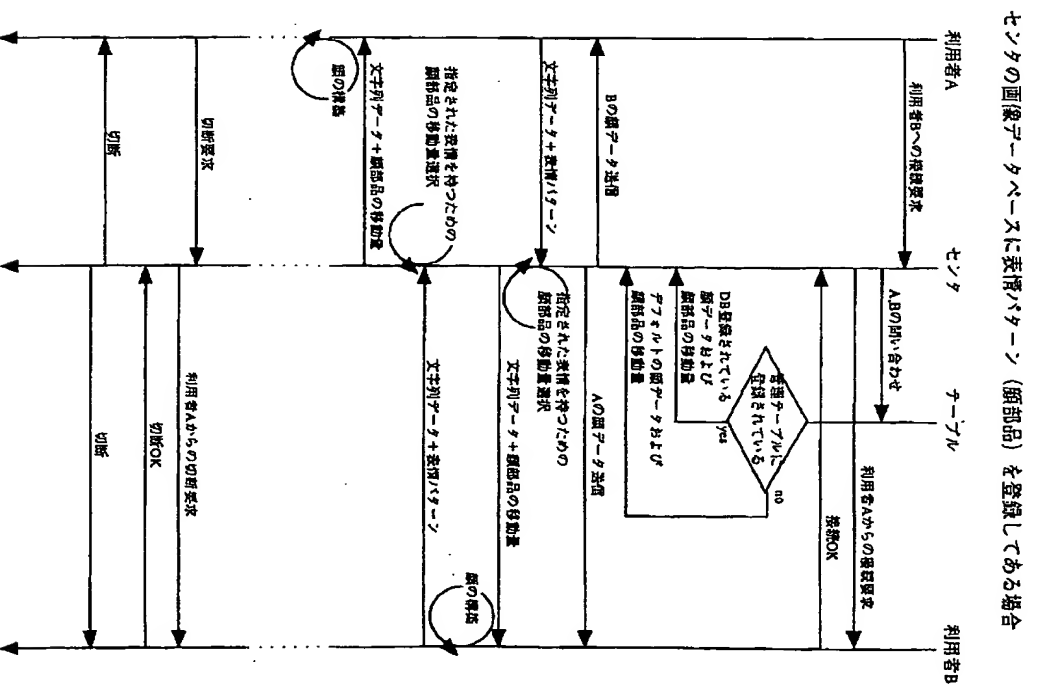 センタの画像データベースに表情パターン(顔部品)を登録してある場合
利用者A
センタ
テーブル
利用者B
利用者Bへの接続要求
A,Bの問い合わせ
利用者Aからの接続要求
接続OK
管理テーブルに
登録されている
no
yes
DB登録されている
顔データおよび
顔部品の移動量
デフォルトの顔データおよび
顔部品の移動量
Bの顔データ送信
Aの顔データ送信
文字列データ+表情パターン
指定された表情を持つための
顔部品の移動量選択
文字列データ+顔部品の移動量
顔の構築
文字列データ+表情パターン
指定された表情を持つための
顔部品の移動量選択
文字列データ+顔部品の移動量
顔の構築
切断要求
利用者Aからの切断要求
切断OK
切断
切断